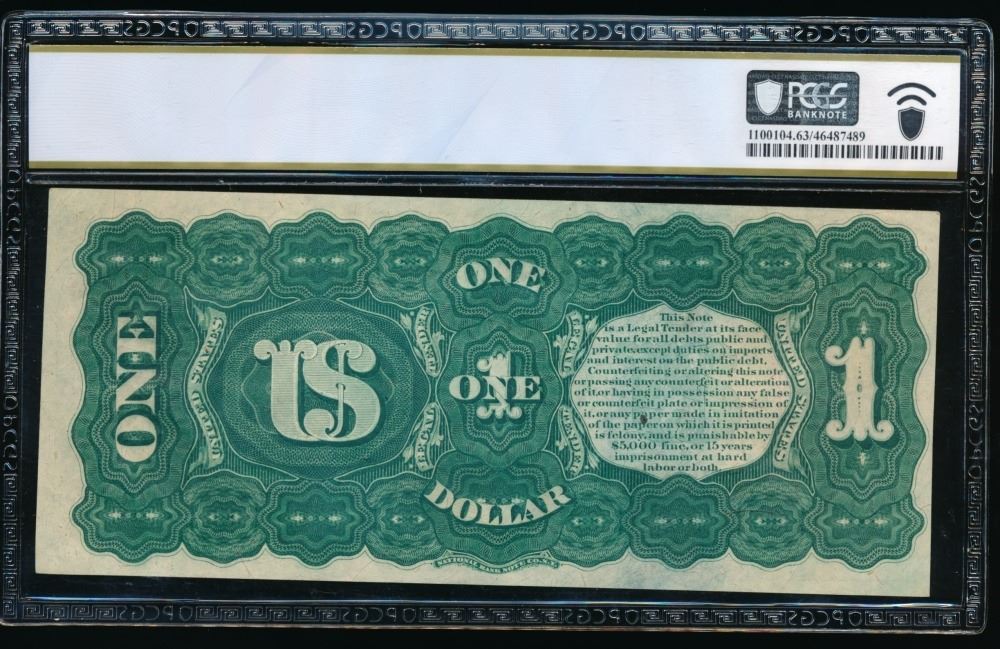 PCGS
BANKNOTE
1100104.63/46487489
ONE
UNITED STATES
US
LEGAL TENDER
ONE
1
ONE
DOLLAR
LEGAL TENDER
This Note
is a Legal Tender at its face
value for all debts public and
private, except duties on imports
and interest on the public debt.
Counterfeiting or altering this note
or passing any counterfeit or alteration
of it, or having in possession any false
or counterfeit plate or impression of
it, or any paper made in imitation
of the paper on which it is printed
is felony, and is punishable by
$5,000 fine, or 15 years
imprisonment at hard
labor or both
UNITED STATES
1
NATIONAL BANK NOTE CO. N.Y.